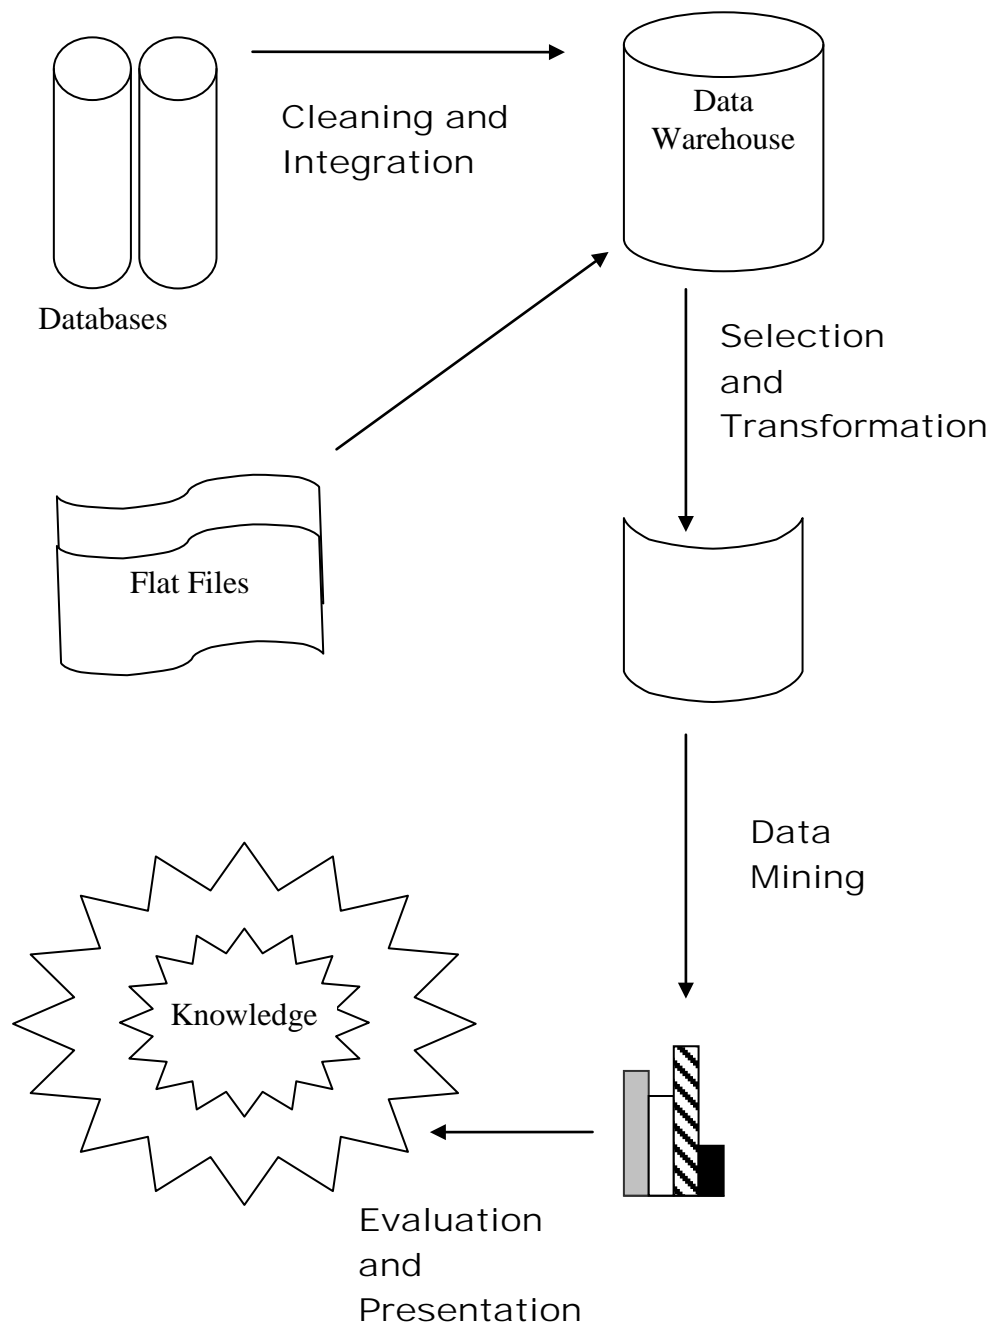 Data
Warehouse
Cleaning and
Integration
Databases
Selection
and
Transformation
Flat Files
Data
Mining
Knowledge
Evaluation
and
Presentation